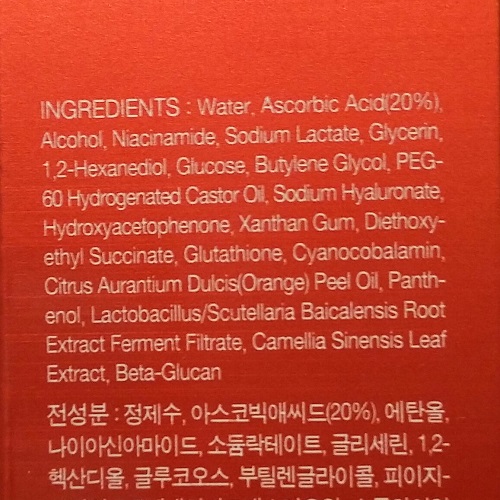 INGREDIENTS : Water, Ascorbic Acid(20%),
Alcohol, Niacinamide, Sodium Lactate, Glycerin,
1,2-Hexanediol, Glucose, Butylene Glycol, PEG-
60 Hydrogenated Castor Oil, Sodium Hyaluronate,
Hydroxyacetophenone, Xanthan Gum, Diethoxy-
ethyl Succinate, Glutathione, Cyanocobalamin,
Citrus Aurantium Dulcis(Orange) Peel Oil, Panth-
enol, Lactobacillus/Scutellaria Baicalensis Root
Extract Ferment Filtrate, Camellia Sinensis Leaf
Extract, Beta-Glucan
전성분 : 정제수, 아스코빅애씨드(20%), 에탄올,
나이아신아마이드, 소듐락테이트, 글리세린, 1,2-
헥산디올, 글루코오스, 부틸렌글라이콜, 피이지-